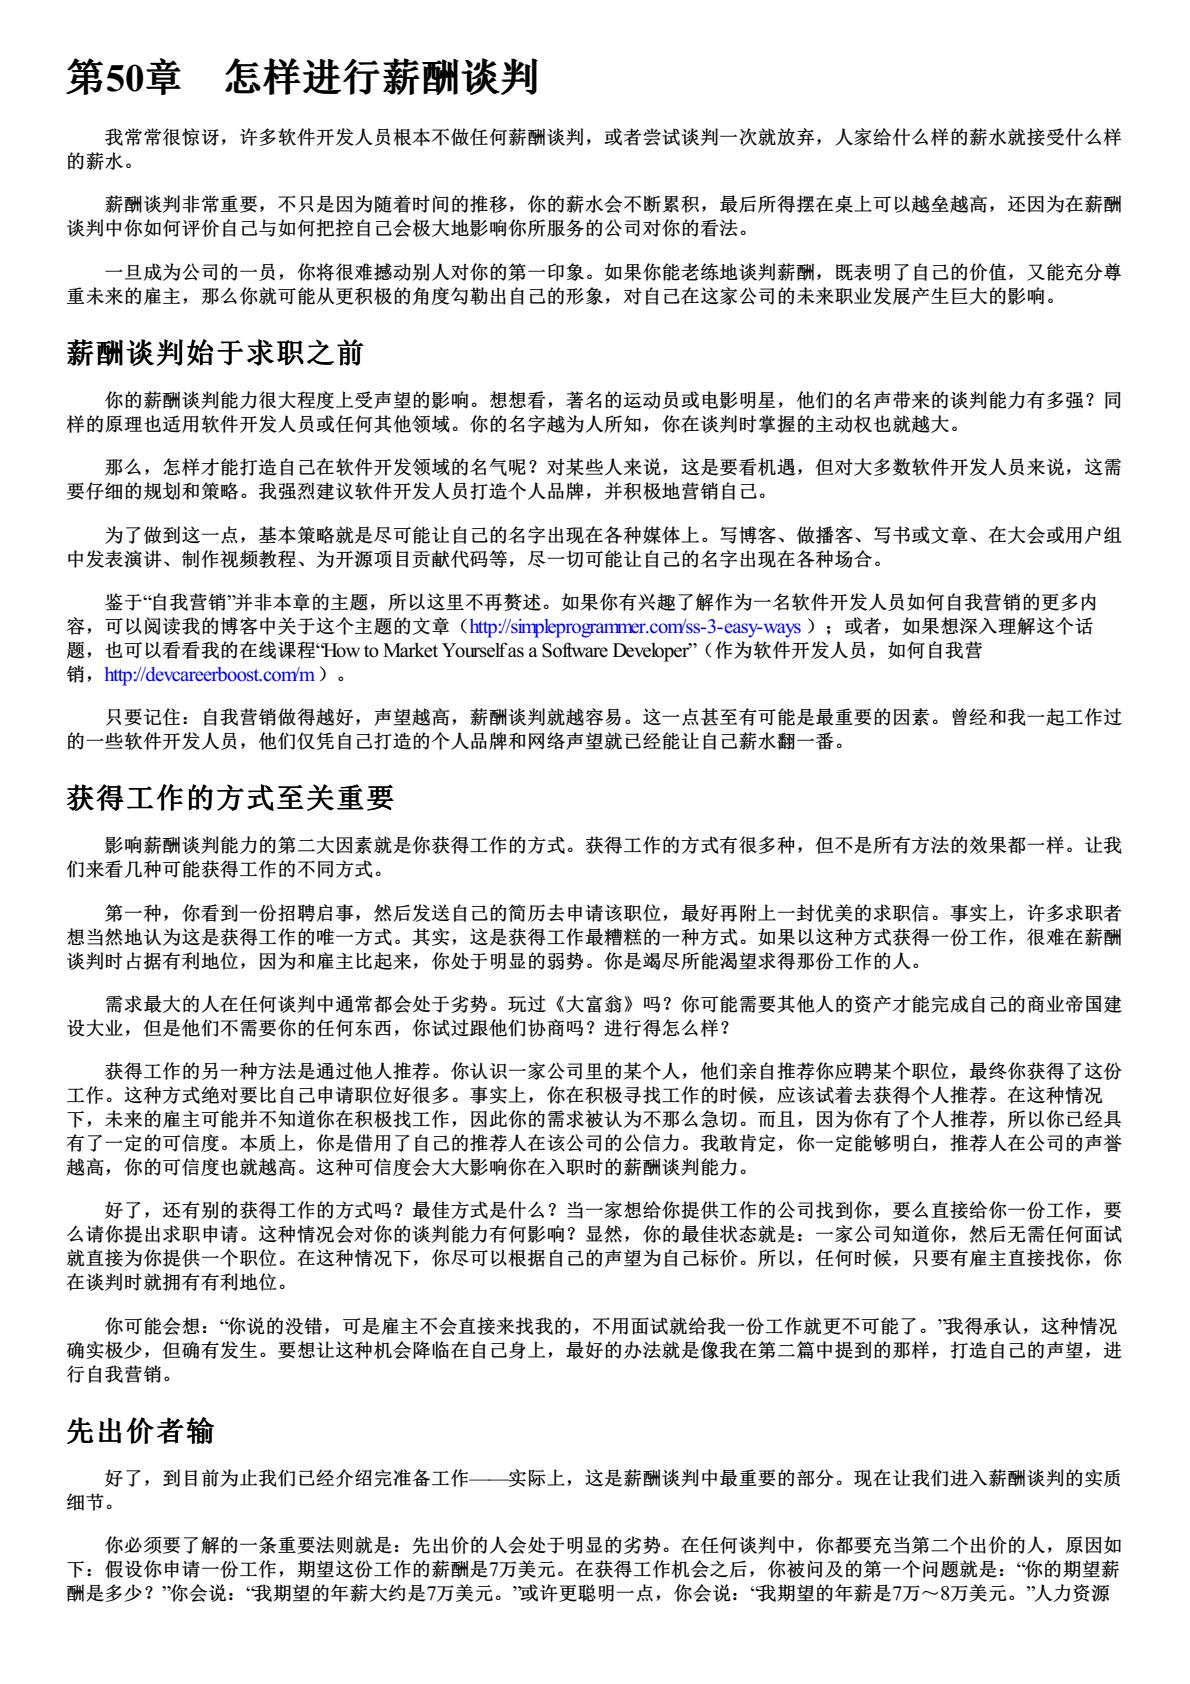 第50章　怎样进行薪酬谈判
我常常很惊讶，许多软件开发人员根本不做任何薪酬谈判，或者尝试谈判一次就放弃，人家给什么样的薪水就接受什么样
的薪水。
薪酬谈判非常重要，不只是因为随着时间的推移，你的薪水会不断累积，最后所得摆在桌上可以越垒越高，还因为在薪酬
谈判中你如何评价自己与如何把控自己会极大地影响你所服务的公司对你的看法。
一旦成为公司的一员，你将很难撼动别人对你的第一印象。如果你能老练地谈判薪酬，既表明了自己的价值，又能充分尊
重未来的雇主，那么你就可能从更积极的角度勾勒出自己的形象，对自己在这家公司的未来职业发展产生巨大的影响。
薪酬谈判始于求职之前
你的薪酬谈判能力很大程度上受声望的影响。想想看，著名的运动员或电影明星，他们的名声带来的谈判能力有多强？同
样的原理也适用软件开发人员或任何其他领域。你的名字越为人所知，你在谈判时掌握的主动权也就越大。
那么，怎样才能打造自己在软件开发领域的名气呢？对某些人来说，这是要看机遇，但对大多数软件开发人员来说，这需
要仔细的规划和策略。我强烈建议软件开发人员打造个人品牌，并积极地营销自己。
为了做到这一点，基本策略就是尽可能让自己的名字出现在各种媒体上。写博客、做播客、写书或文章、在大会或用户组
中发表演讲、制作视频教程、为开源项目贡献代码等，尽一切可能让自己的名字出现在各种场合。
鉴于“自我营销”并非本章的主题，所以这里不再赘述。如果你有兴趣了解作为一名软件开发人员如何自我营销的更多内
容，可以阅读我的博客中关于这个主题的文章（http://simpleprogrammer.com/ss-3-easy-ways ）；或者，如果想深入理解这个话
题，也可以看看我的在线课程“How to Market Yourself as a Software Developer”（作为软件开发人员，如何自我营
销，http://devcareerboost.com/m ）。
只要记住：自我营销做得越好，声望越高，薪酬谈判就越容易。这一点甚至有可能是最重要的因素。曾经和我一起工作过
的一些软件开发人员，他们仅凭自己打造的个人品牌和网络声望就已经能让自己薪水翻一番。
获得工作的方式至关重要
影响薪酬谈判能力的第二大因素就是你获得工作的方式。获得工作的方式有很多种，但不是所有方法的效果都一样。让我
们来看几种可能获得工作的不同方式。
第一种，你看到一份招聘启事，然后发送自己的简历去申请该职位，最好再附上一封优美的求职信。事实上，许多求职者
想当然地认为这是获得工作的唯一方式。其实，这是获得工作最糟糕的一种方式。如果以这种方式获得一份工作，很难在薪酬
谈判时占据有利地位，因为和雇主比起来，你处于明显的弱势。你是竭尽所能渴望求得那份工作的人。
需求最大的人在任何谈判中通常都会处于劣势。玩过《大富翁》吗？你可能需要其他人的资产才能完成自己的商业帝国建
设大业，但是他们不需要你的任何东西，你试过跟他们协商吗？进行得怎么样？
获得工作的另一种方法是通过他人推荐。你认识一家公司里的某个人，他们亲自推荐你应聘某个职位，最终你获得了这份
工作。这种方式绝对要比自己申请职位好很多。事实上，你在积极寻找工作的时候，应该试着去获得个人推荐。在这种情况
下，未来的雇主可能并不知道你在积极找工作，因此你的需求被认为不那么急切。而且，因为你有了个人推荐，所以你已经具
有了一定的可信度。本质上，你是借用了自己的推荐人在该公司的公信力。我敢肯定，你一定能够明白，推荐人在公司的声誉
越高，你的可信度也就越高。这种可信度会大大影响你在入职时的薪酬谈判能力。
好了，还有别的获得工作的方式吗？最佳方式是什么？当一家想给你提供工作的公司找到你，要么直接给你一份工作，要
么请你提出求职申请。这种情况会对你的谈判能力有何影响？显然，你的最佳状态就是：一家公司知道你，然后无需任何面试
就直接为你提供一个职位。在这种情况下，你尽可以根据自己的声望为自己标价。所以，任何时候，只要有雇主直接找你，你
在谈判时就拥有有利地位。
你可能会想：“你说的没错，可是雇主不会直接来找我的，不用面试就给我一份工作就更不可能了。”我得承认，这种情况
确实极少，但确有发生。要想让这种机会降临在自己身上，最好的办法就是像我在第二篇中提到的那样，打造自己的声望，进
行自我营销。
先出价者输
好了，到目前为止我们已经介绍完准备工作——实际上，这是薪酬谈判中最重要的部分。现在让我们进入薪酬谈判的实质
细节。
你必须要了解的一条重要法则就是：先出价的人会处于明显的劣势。在任何谈判中，你都要充当第二个出价的人，原因如
下：假设你申请一份工作，期望这份工作的薪酬是7万美元。在获得工作机会之后，你被问及的第一个问题就是：“你的期望薪
酬是多少？”你会说：“我期望的年薪大约是7万美元。”或许更聪明一点，你会说：“我期望的年薪是7万～8万美元。”人力资源